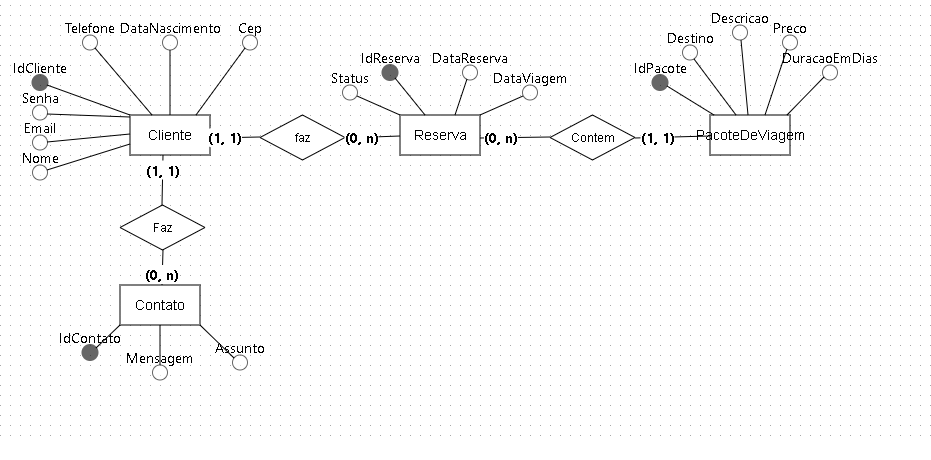 Telefone
DataNascimento
Cep
IdCliente
Senha
Email
Nome
Cliente
(1, 1)
faz
(0, n)
IdReserva
DataReserva
Status
DataViagem
Reserva
(0, n)
Contem
(1, 1)
Descricao
Preco
Destino
DuracaoEmDias
IdPacote
PacoteDeViagem
(1, 1)
Faz
(0, n)
Contato
IdContato
Mensagem
Assunto